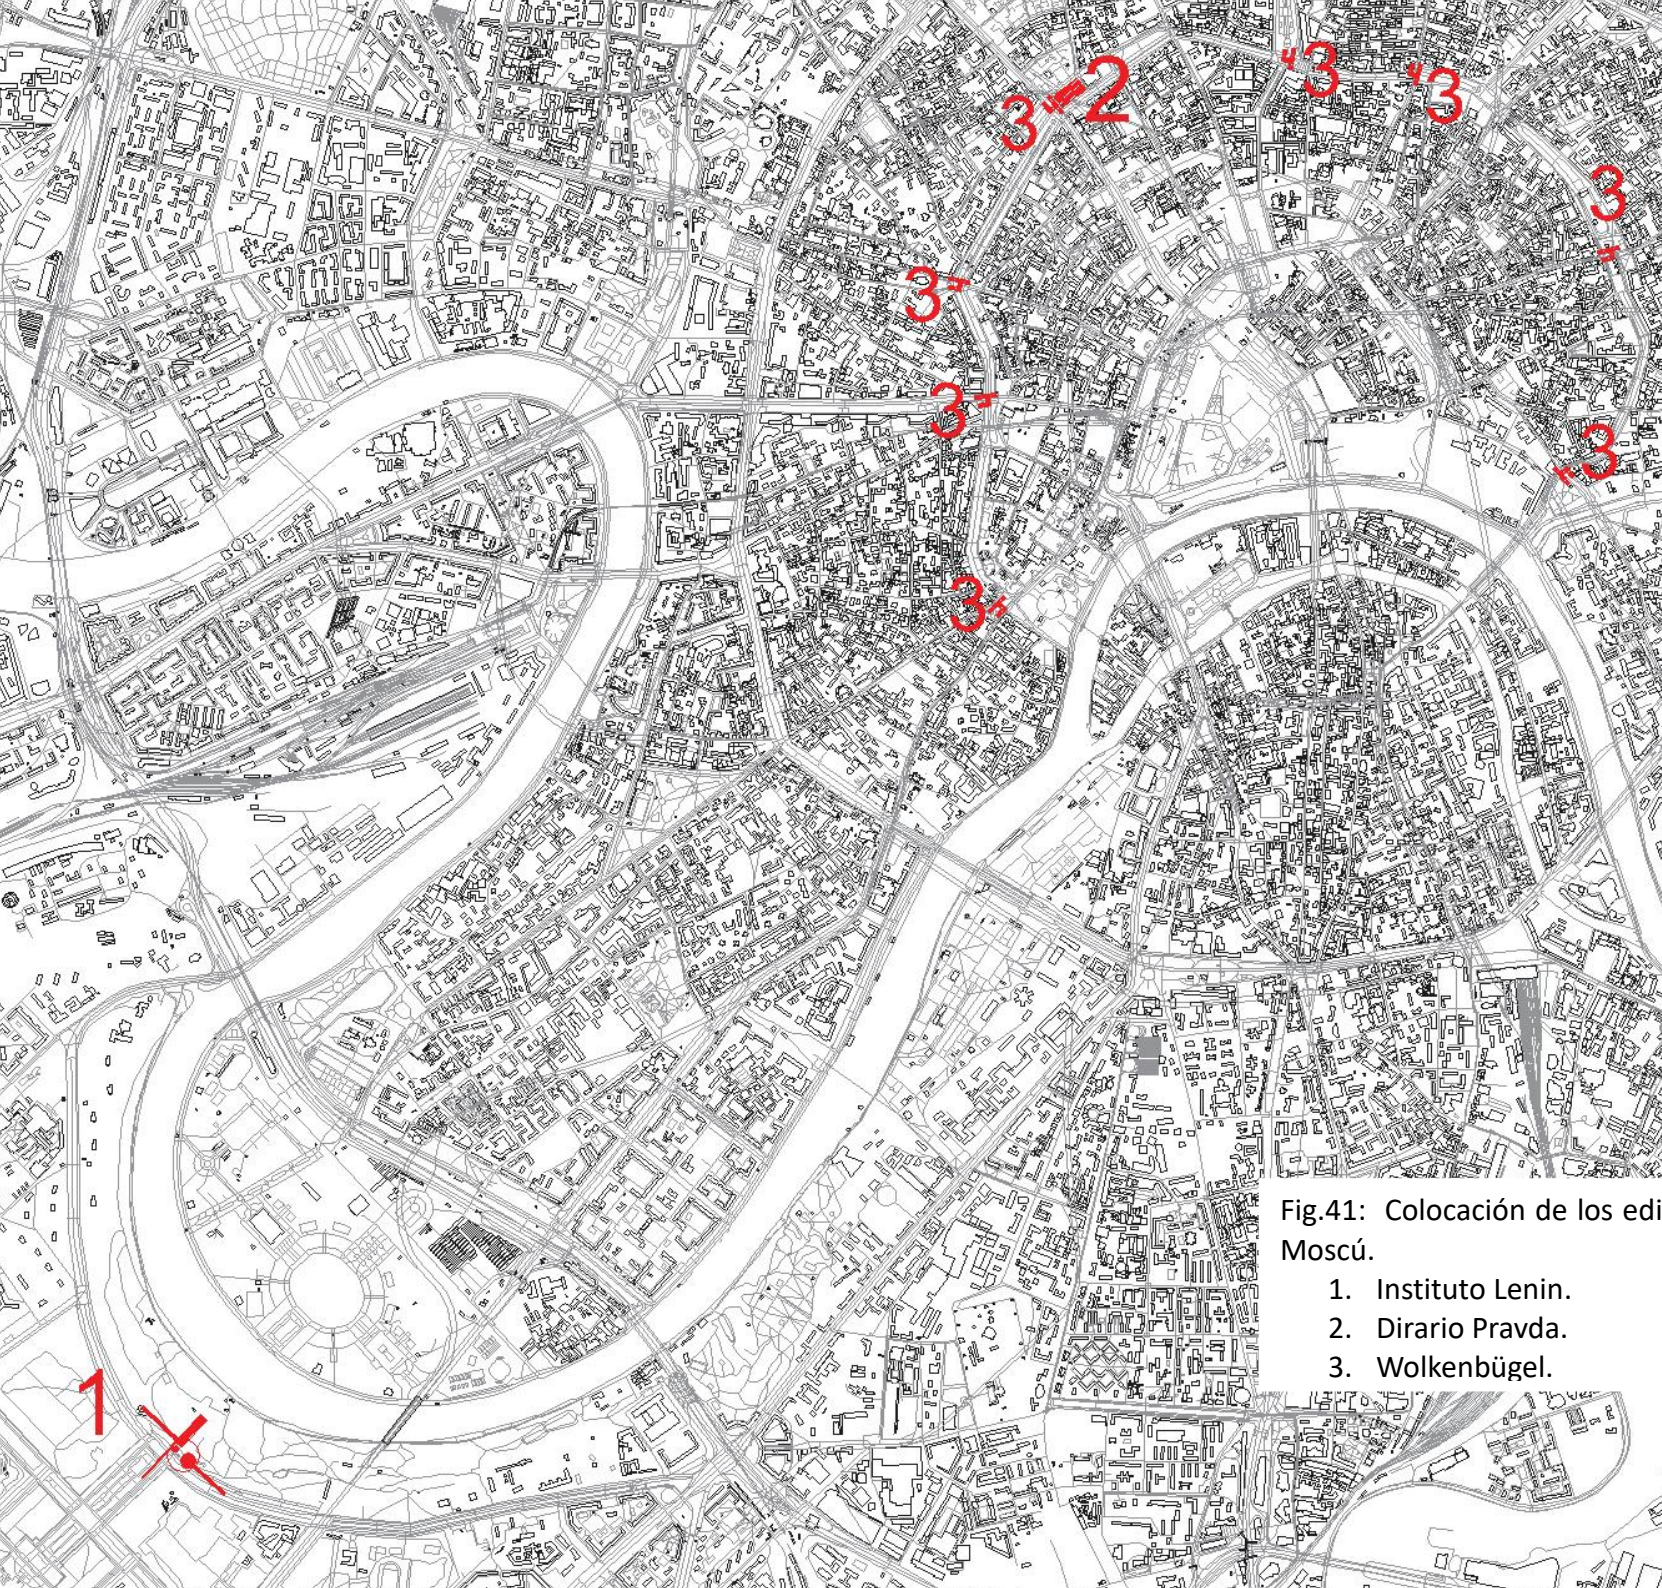 3
3
2
3
3
3
3
3
3
1
Fig.41: Colocación de los edi
Moscú.
1. Instituto Lenin.
2. Dirario Pravda.
3. Wolkenbügel.